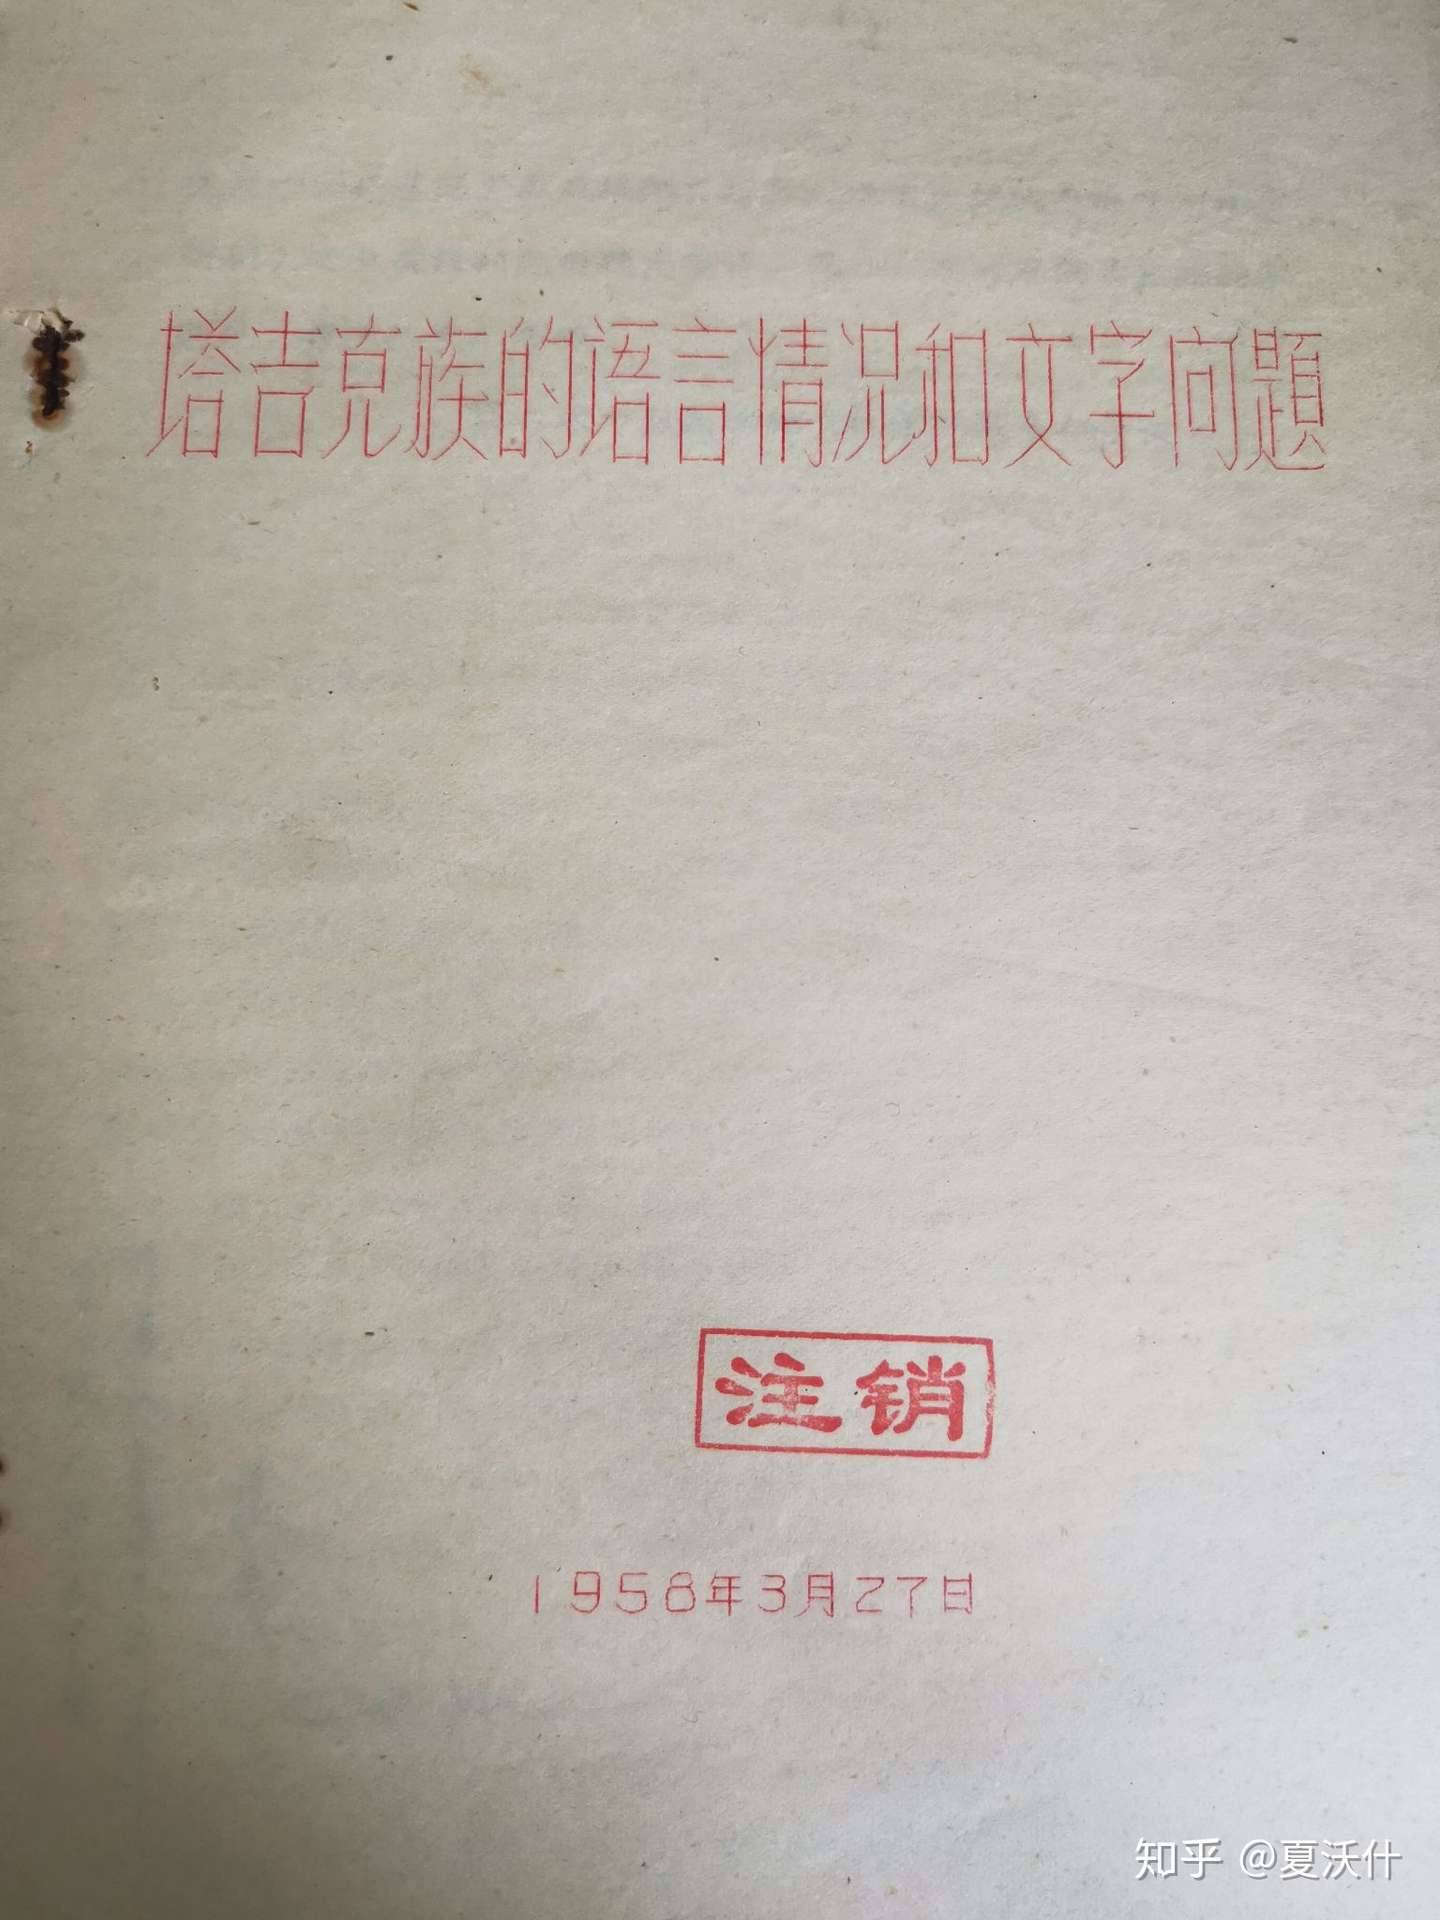 塔吉克族的语言情况和文字问題
注销
1958年3月27日
知乎 @夏沃什